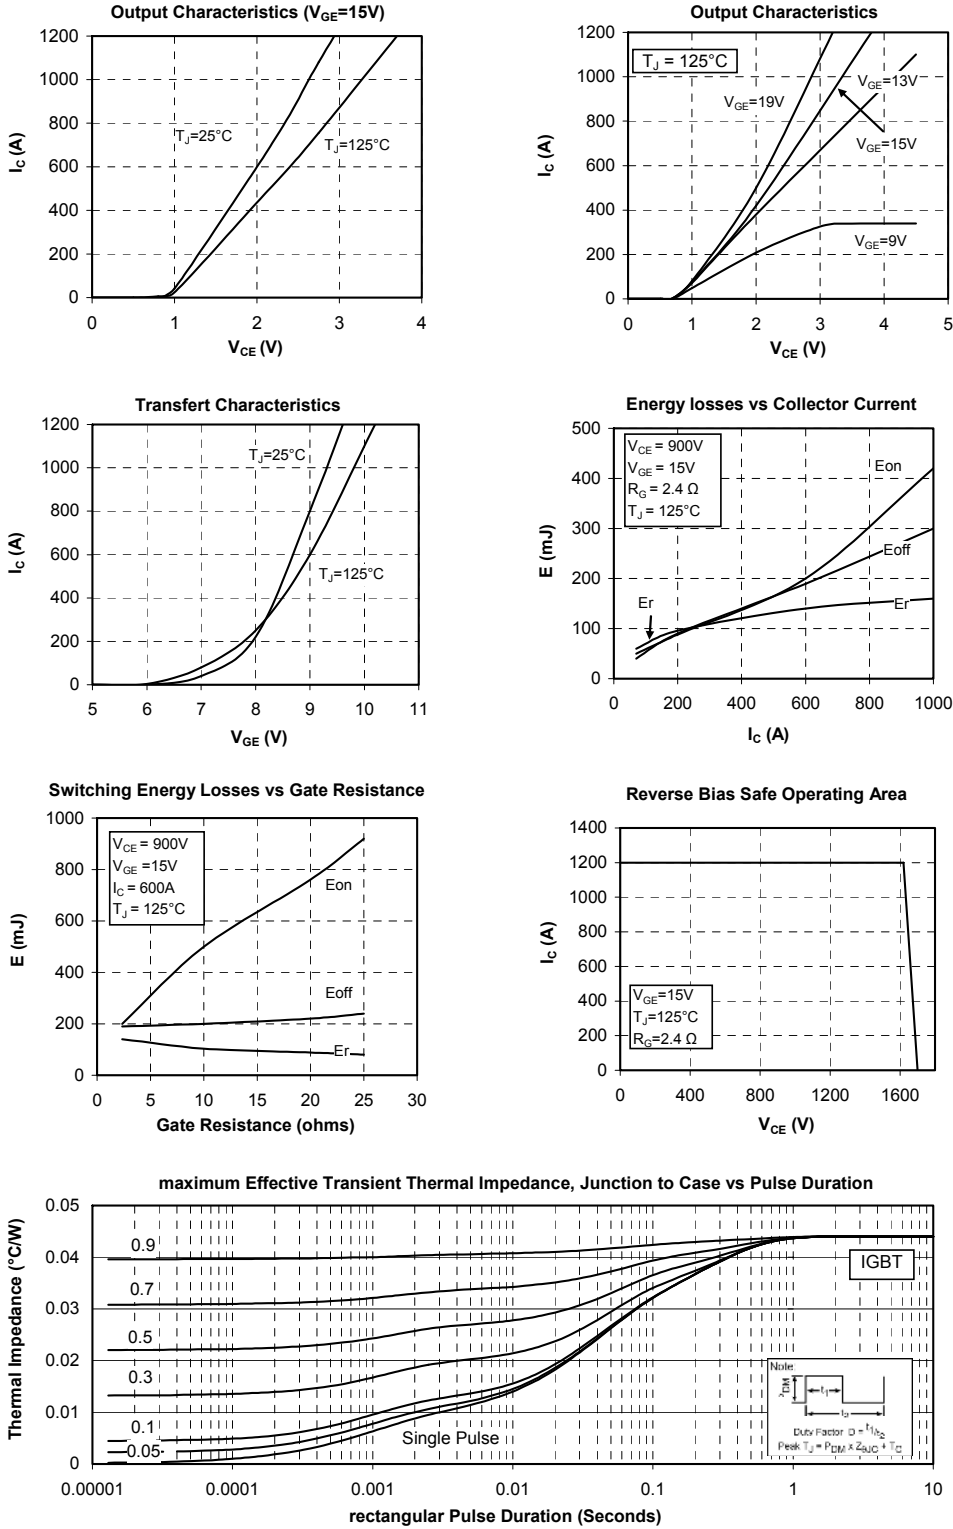 Output Characteristics (VGE=15V)
1200
1000
800
600
400
200
0
0 1 2 3 4
IC (A)
VCE (V)
TJ=25°C
TJ=125°C
Output Characteristics
1200
1000
800
600
400
200
0
0 1 2 3 4 5
IC (A)
VCE (V)
TJ = 125°C
VGE=19V
VGE=13V
VGE=15V
VGE=9V
Transfert Characteristics
1200
1000
800
600
400
200
0
5 6 7 8 9 10 11
IC (A)
VGE (V)
TJ=25°C
TJ=125°C
Energy losses vs Collector Current
500
400
300
200
100
0
0 200 400 600 800 1000
E (mJ)
IC (A)
VCE = 900V
VGE = 15V
RG = 2.4 Ω
TJ = 125°C
Eon
Eoff
Er
Er
Switching Energy Losses vs Gate Resistance
1000
800
600
400
200
0
0 5 10 15 20 25 30
E (mJ)
Gate Resistance (ohms)
VCE = 900V
VGE =15V
IC = 600A
TJ = 125°C
Eon
Eoff
Er
Reverse Bias Safe Operating Area
1400
1200
1000
800
600
400
200
0
0 400 800 1200 1600
IC (A)
VCE (V)
VGE=15V
TJ=125°C
RG=2.4 Ω
maximum Effective Transient Thermal Impedance, Junction to Case vs Pulse Duration
0.05
0.04
0.03
0.02
0.01
0
0.00001 0.0001 0.001 0.01 0.1 1 10
Thermal Impedance (°C/W)
rectangular Pulse Duration (Seconds)
0.9
0.7
0.5
0.3
0.1
0.05
Single Pulse
IGBT
Note:
PDM
t1
t2
Duty Factor D = t1/t2
Peak TJ = PDM x ZθJC + TC